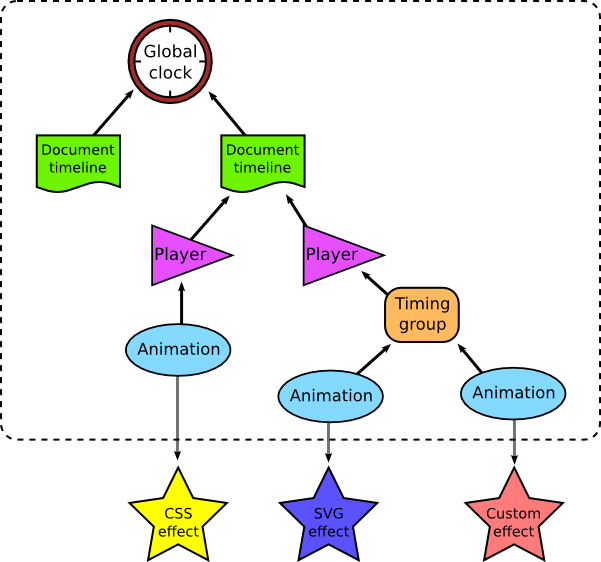 Global
clock
Document
timeline
Document
timeline
Player
Player
Timing
group
Animation
Animation
Animation
CSS
effect
SVG
effect
Custom
effect